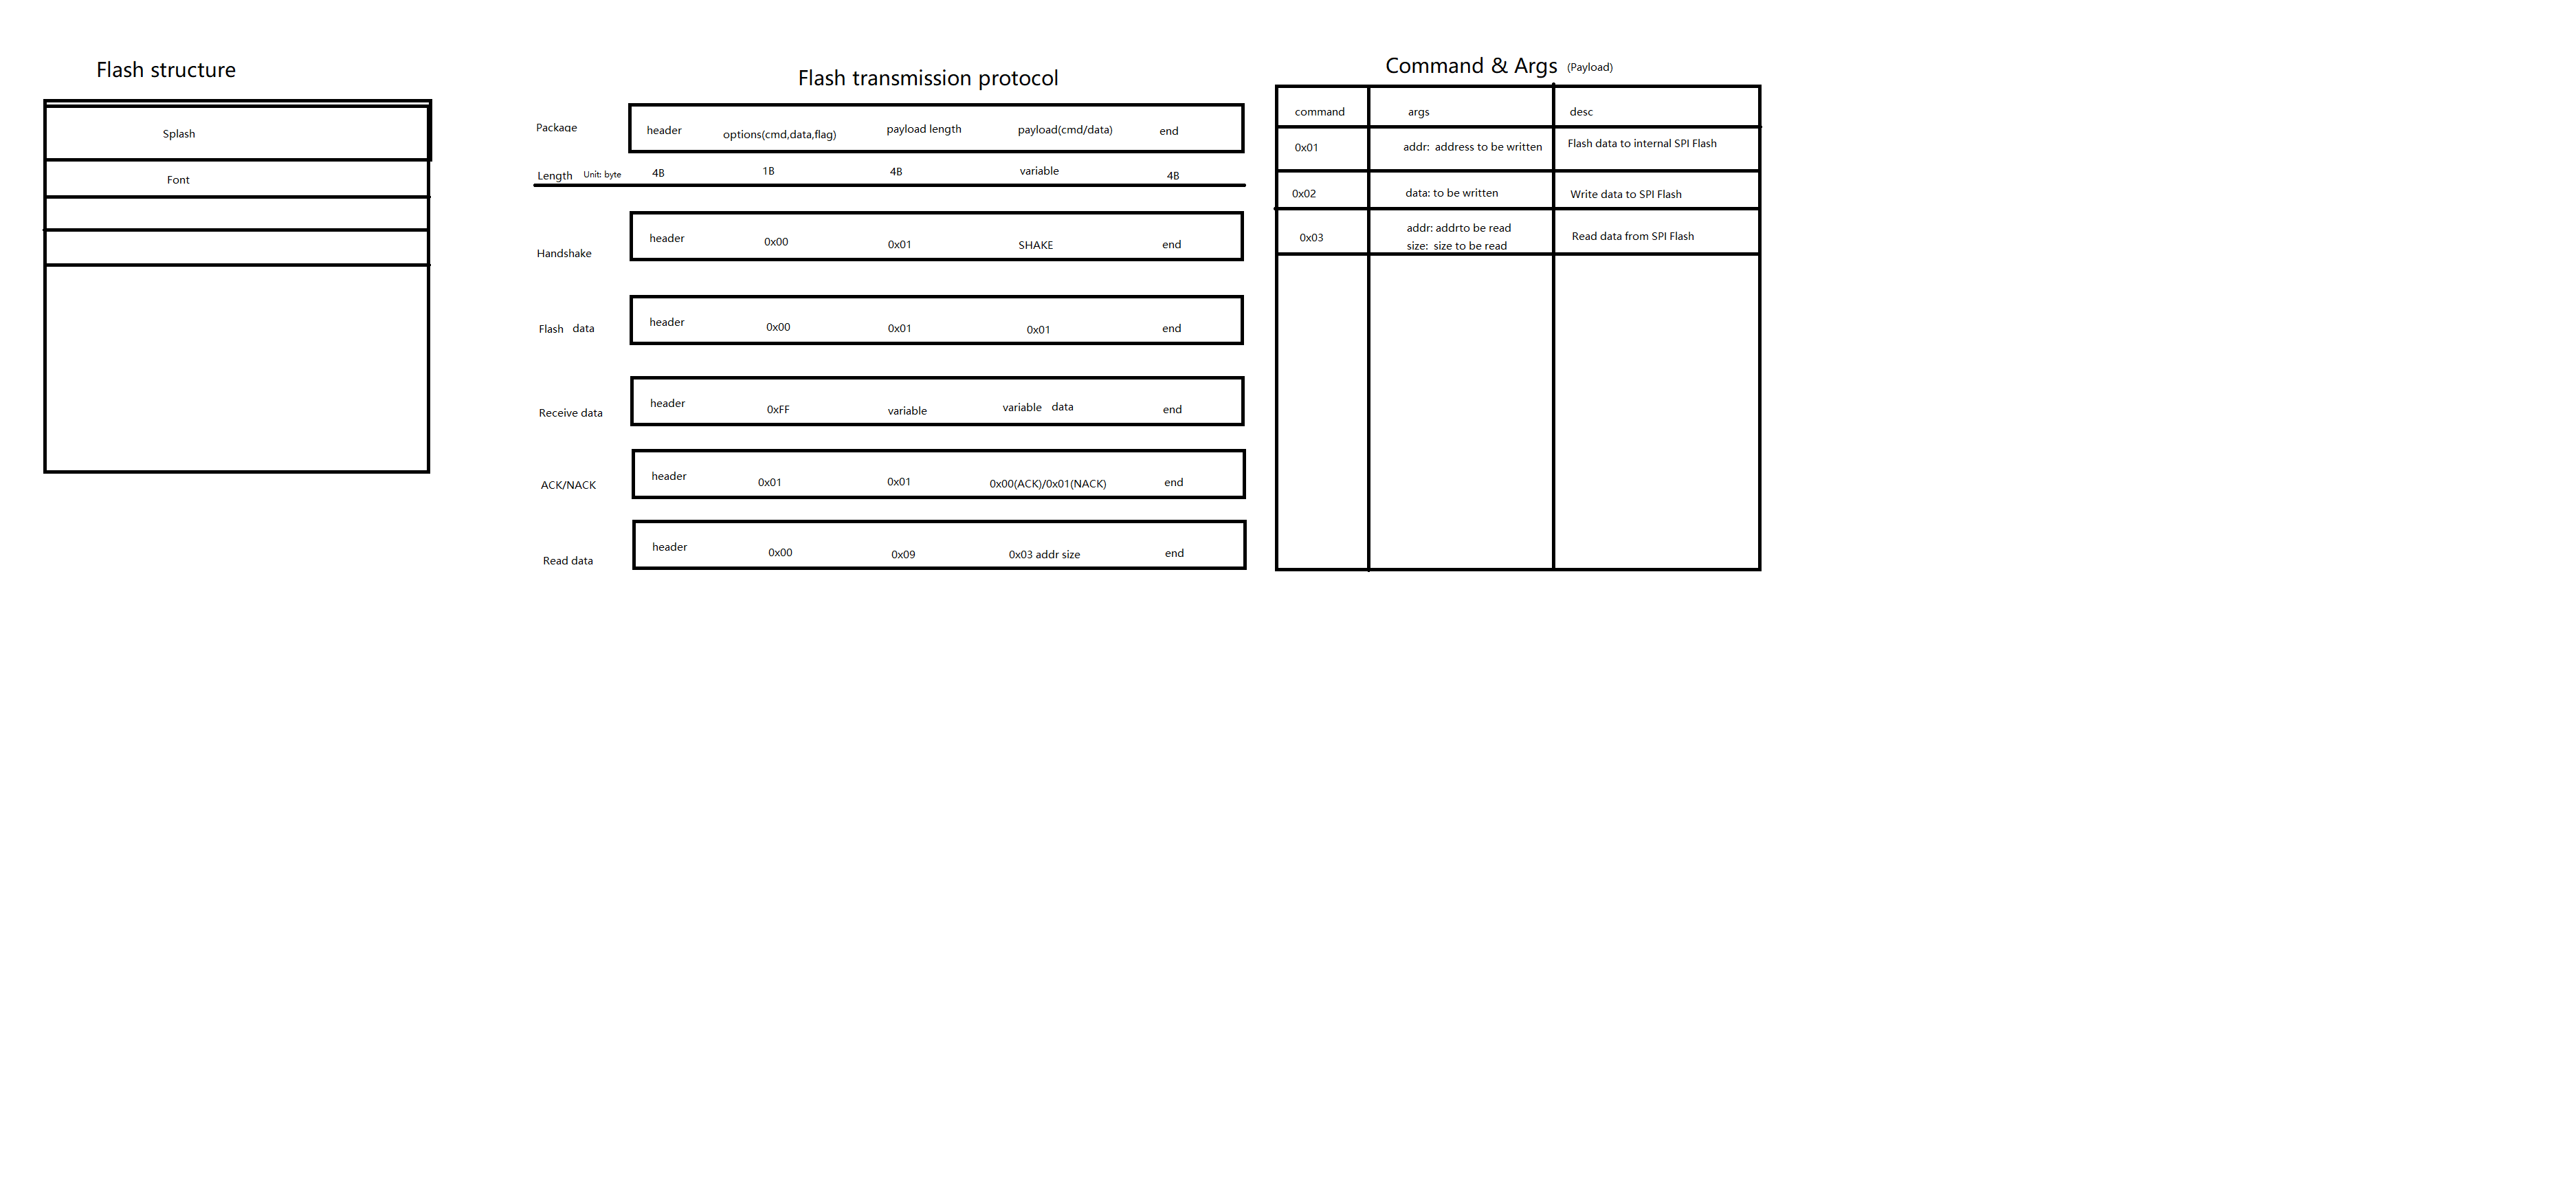 Flash structure
Splash
Font
Flash transmission protocol
Package
header options(cmd,data,flag) payload length payload(cmd/data) end
Length Unit: byte 4B 1B 4B variable 4B
Handshake header 0x00 0x01 SHAKE end
Flash data header 0x00 0x01 0x01 end
Receive data header 0xFF variable variable data end
ACK/NACK header 0x01 0x01 0x00(ACK)/0x01(NACK) end
Read data header 0x00 0x09 0x03 addr size end
Command & Args (Payload)
command args desc
0x01 addr: address to be written Flash data to internal SPI Flash
0x02 data: to be written Write data to SPI Flash
0x03 addr: addrto be read
size: size to be read
Read data from SPI Flash